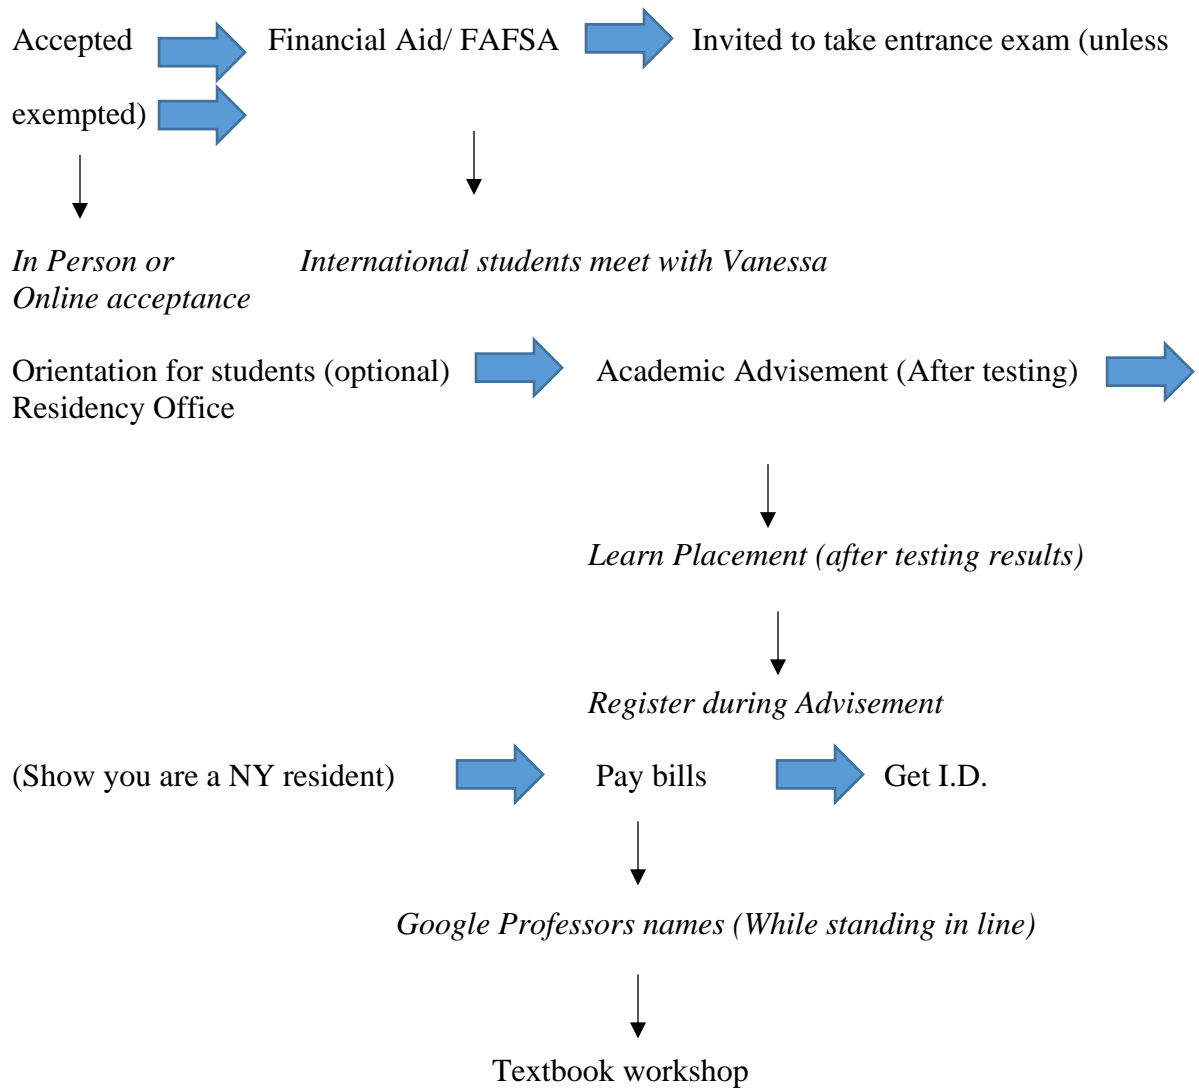 Accepted Financial Aid/ FAFSA Invited to take entrance exam (unless
exempted)
In Person or International students meet with Vanessa
Online acceptance
Orientation for students (optional) Academic Advisement (After testing)
Residency Office
Learn Placement (after testing results)
Register during Advisement
(Show you are a NY resident) Pay bills Get I.D.
Google Professors names (While standing in line)
Textbook workshop